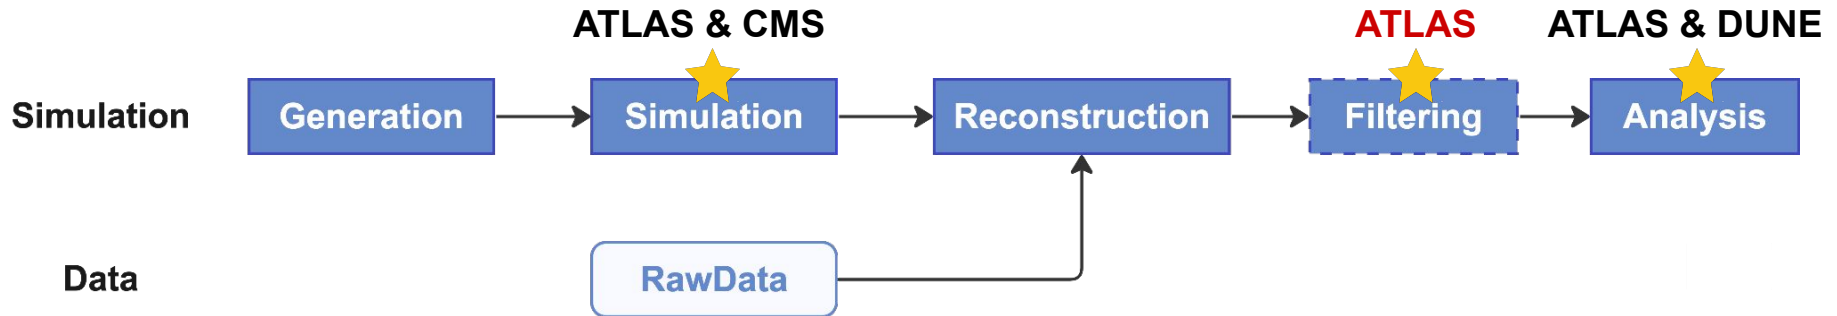 ATLAS & CMS
ATLAS
ATLAS & DUNE
Simulation
Generation
Simulation
Reconstruction
Filtering
Analysis
Data
RawData